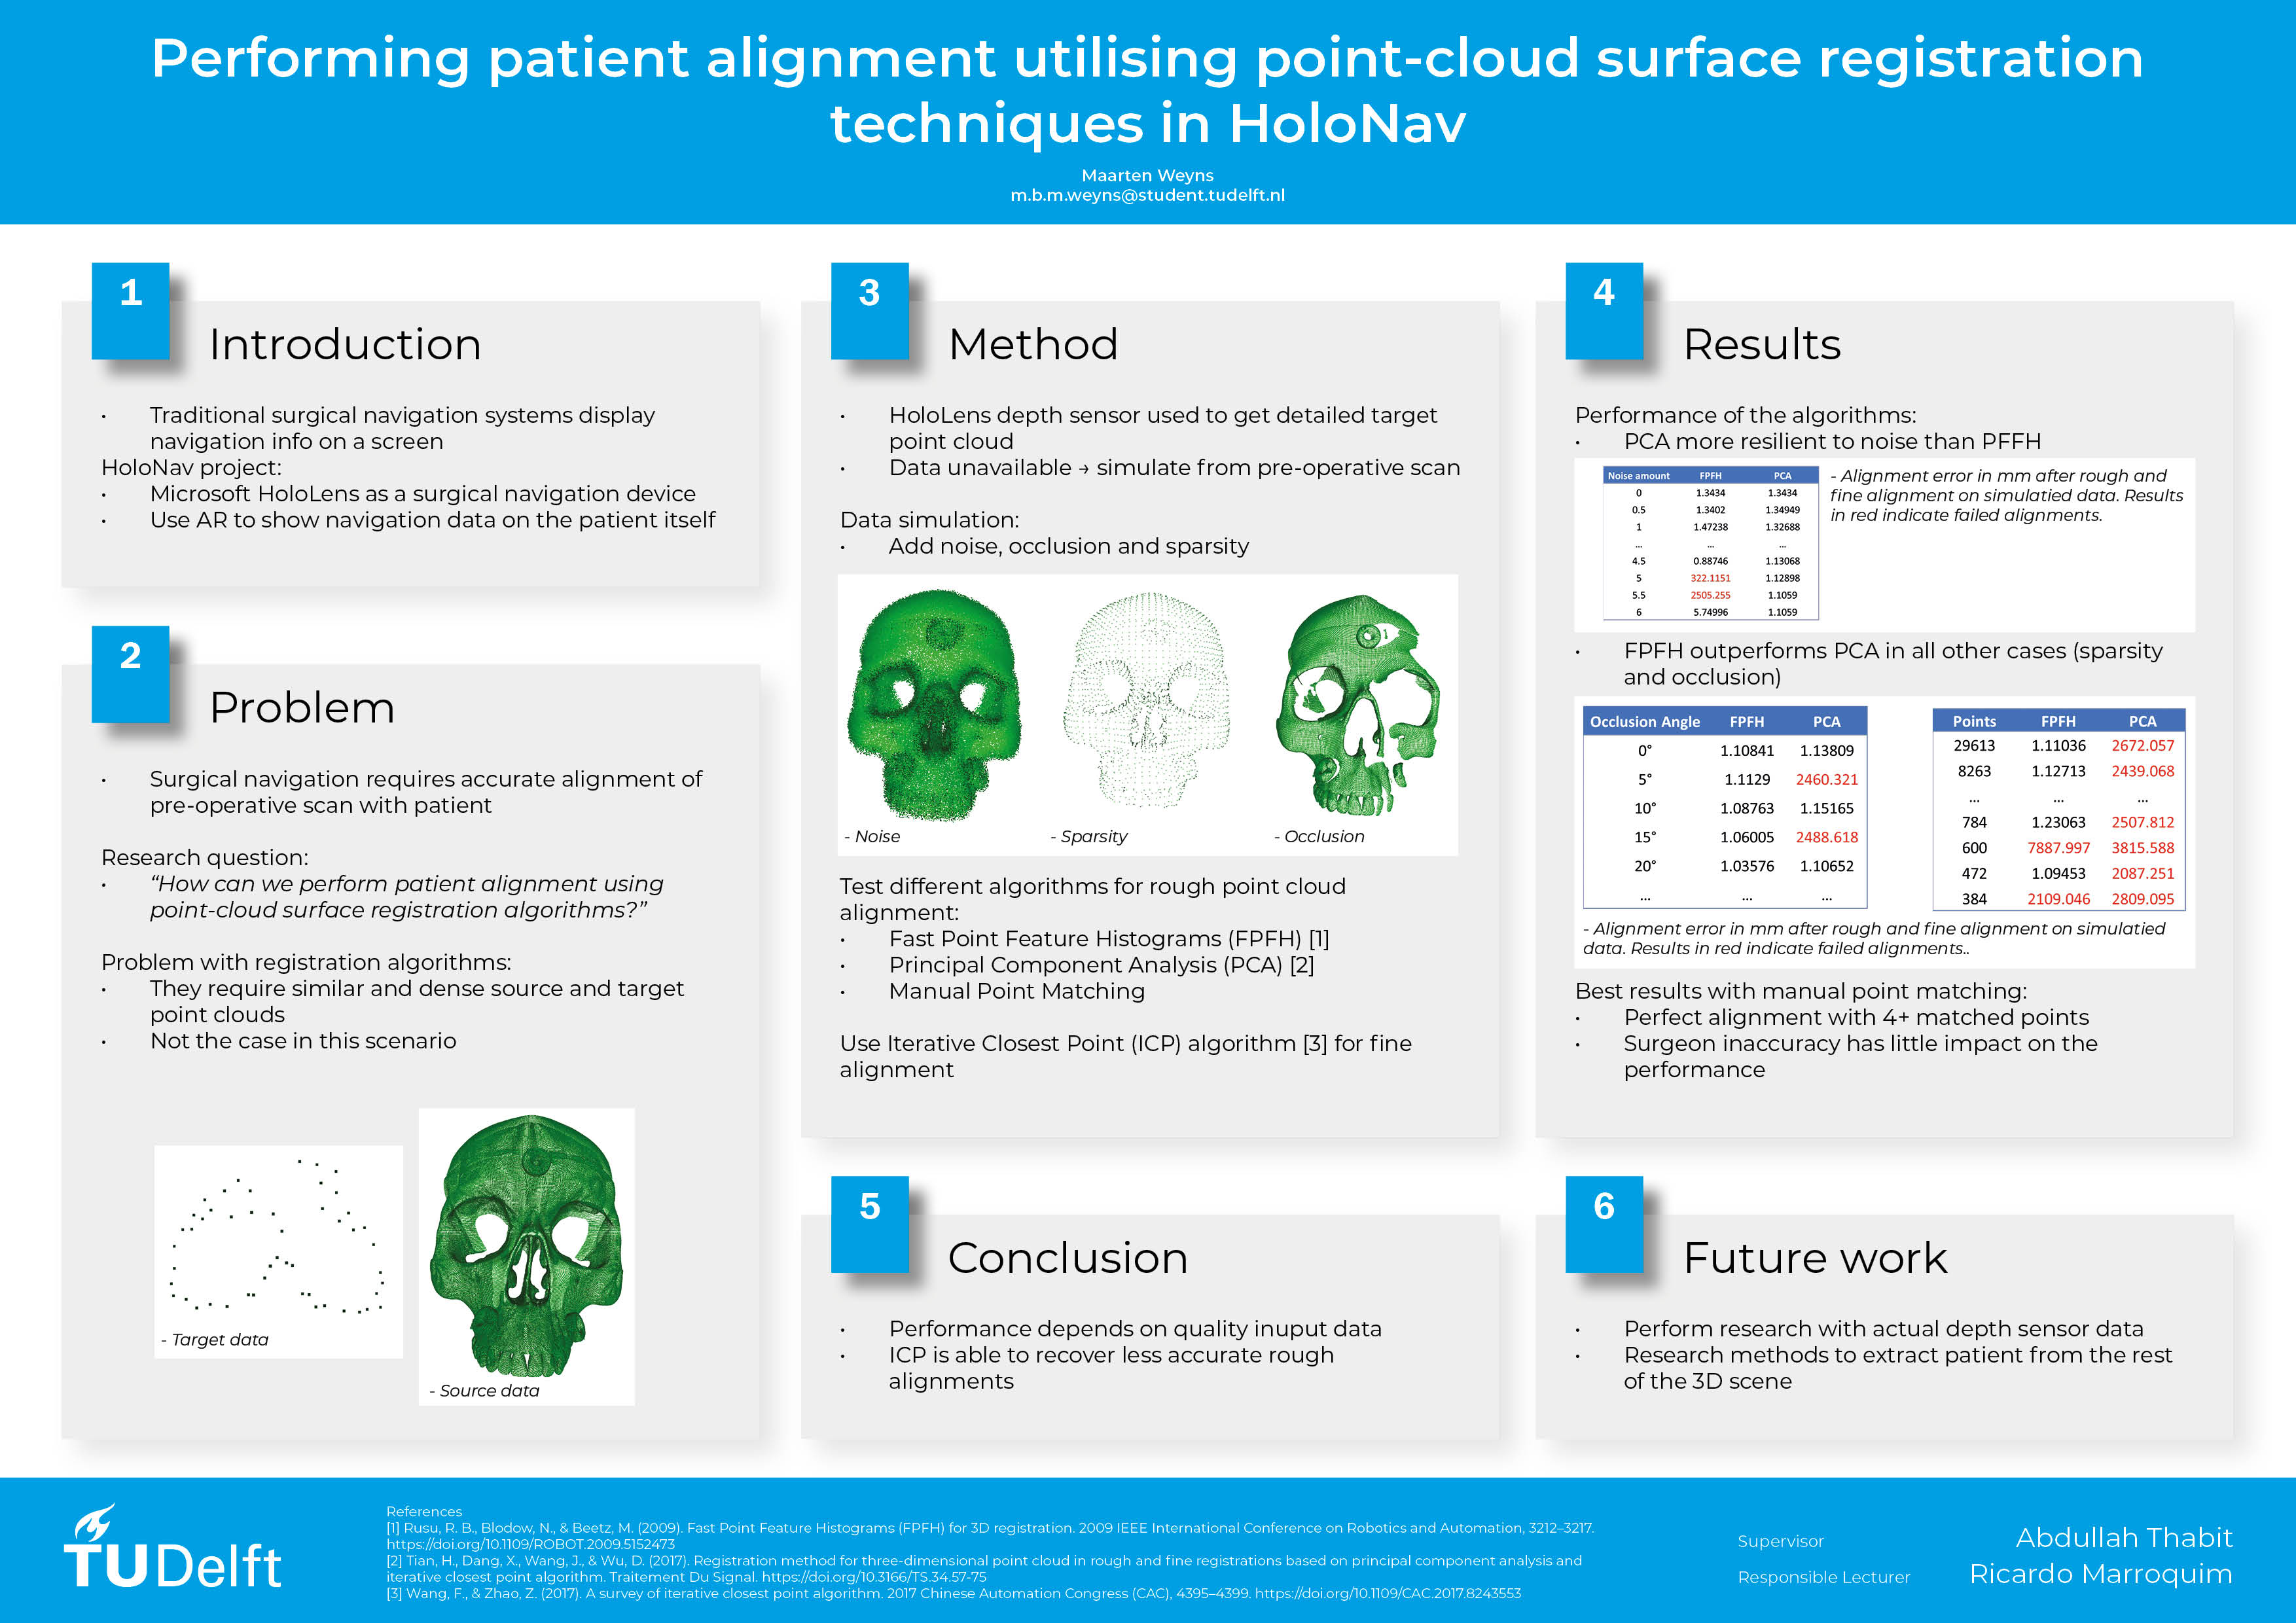 Performing patient alignment utilising point-cloud surface registration
techniques in HoloNav
Maarten Weyns
m.b.m.weyns@student.tudelft.nl
1
Introduction
• Traditional surgical navigation systems display
navigation info on a screen
HoloNav project:
• Microsoft HoloLens as a surgical navigation device
• Use AR to show navigation data on the patient itself
2
Problem
• Surgical navigation requires accurate alignment of
pre-operative scan with patient
Research question:
• “How can we perform patient alignment using
point-cloud surface registration algorithms?”
Problem with registration algorithms:
• They require similar and dense source and target
point clouds
• Not the case in this scenario
- Target data
- Source data
3
Method
• HoloLens depth sensor used to get detailed target
point cloud
• Data unavailable → simulate from pre-operative scan
Data simulation:
• Add noise, occlusion and sparsity
- Noise
- Sparsity
- Occlusion
Test different algorithms for rough point cloud
alignment:
• Fast Point Feature Histograms (FPFH) [1]
• Principal Component Analysis (PCA) [2]
• Manual Point Matching
Use Iterative Closest Point (ICP) algorithm [3] for fine
alignment
4
Results
Performance of the algorithms:
• PCA more resilient to noise than PFFH
Noise amount FPFH PCA
0 1.3434 1.3434
0.5 1.3402 1.34949
1 1.47238 1.32688
... ... ...
4.5 0.88746 1.13068
5 322.1151 1.12898
5.5 2505.255 1.1059
6 5.74996 1.1059
- Alignment error in mm after rough and
fine alignment on simulatied data. Results
in red indicate failed alignments.
• FPFH outperforms PCA in all other cases (sparsity
and occlusion)
Occlusion Angle FPFH PCA
0° 1.10841 1.13809
5° 1.1129 2460.321
10° 1.08763 1.15165
15° 1.06005 2488.618
20° 1.03576 1.10652
... ... ...
Points FPFH PCA
29613 1.11036 2672.057
8263 1.12713 2439.068
... ... ...
784 1.23063 2507.812
600 7887.997 3815.588
472 1.09453 2087.251
384 2109.046 2809.095
- Alignment error in mm after rough and fine alignment on simulatied
data. Results in red indicate failed alignments..
Best results with manual point matching:
• Perfect alignment with 4+ matched points
• Surgeon inaccuracy has little impact on the
performance
5
Conclusion
• Performance depends on quality inuput data
• ICP is able to recover less accurate rough
alignments
6
Future work
• Perform research with actual depth sensor data
• Research methods to extract patient from the rest
of the 3D scene
TUDelft
References
[1] Rusu, R. B., Blodow, N., & Beetz, M. (2009). Fast Point Feature Histograms (FPFH) for 3D registration. 2009 IEEE International Conference on Robotics and Automation, 3212–3217.
https://doi.org/10.1109/ROBOT.2009.5152473
[2] Tian, H., Dang, X., Wang, J., & Wu, D. (2017). Registration method for three-dimensional point cloud in rough and fine registrations based on principal component analysis and
iterative closest point algorithm. Traitement Du Signal. https://doi.org/10.3166/TS.34.57-75
[3] Wang, F., & Zhao, Z. (2017). A survey of iterative closest point algorithm. 2017 Chinese Automation Congress (CAC), 4395–4399. https://doi.org/10.1109/CAC.2017.8243553
Supervisor Abdullah Thabit
Responsible Lecturer Ricardo Marroquim